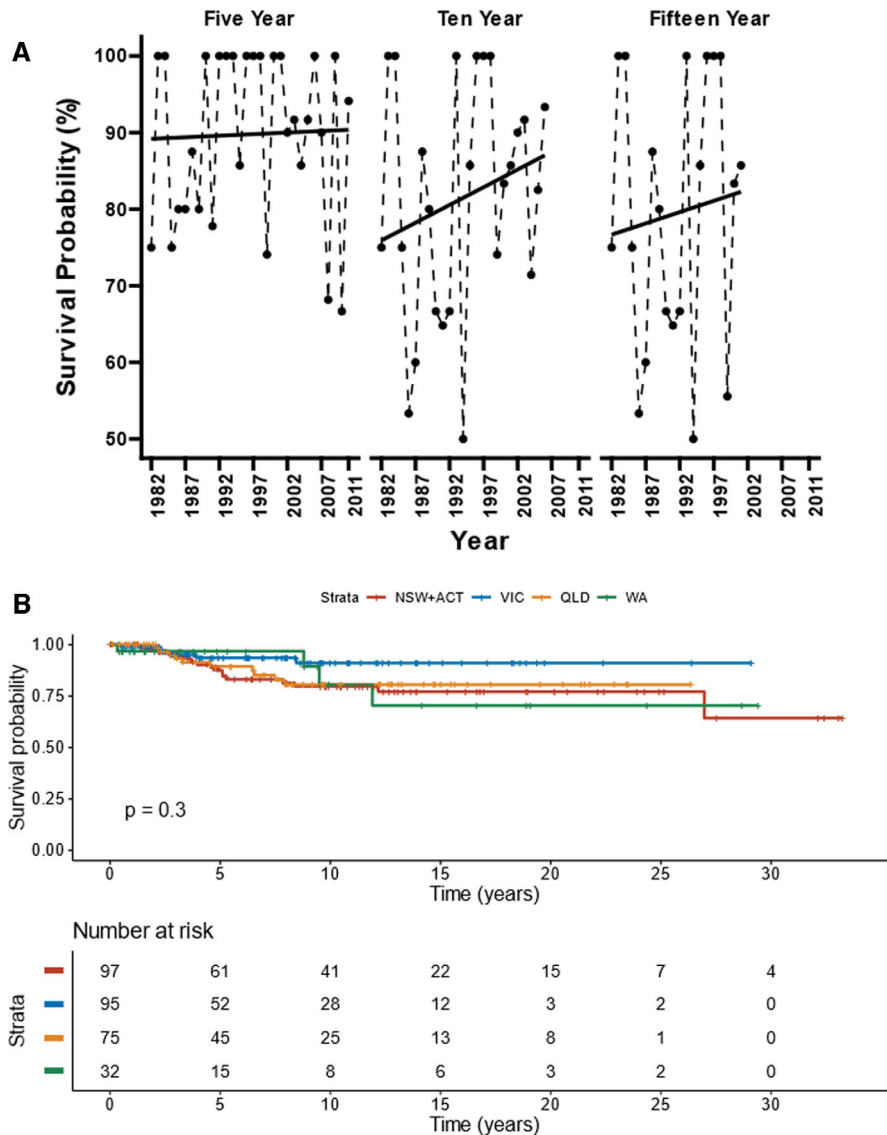 A
Five Year Ten Year Fifteen Year
Survival Probability (%)
100
90
80
70
60
50
1982 1987 1992 1997 2002 2007 2011 1982 1987 1992 1997 2002 2007 2011 1982 1987 1992 1997 2002 2007 2011
Year
B
Strata NSW+ACT VIC QLD WA
Survival probability
1.00
0.75
0.50
0.25
0.00
p = 0.3
0 5 10 15 20 25 30
Time (years)
Number at risk
Strata
97 61 41 22 15 7 4
95 52 28 12 3 2 0
75 45 25 13 8 1 0
32 15 8 6 3 2 0
0 5 10 15 20 25 30
Time (years)